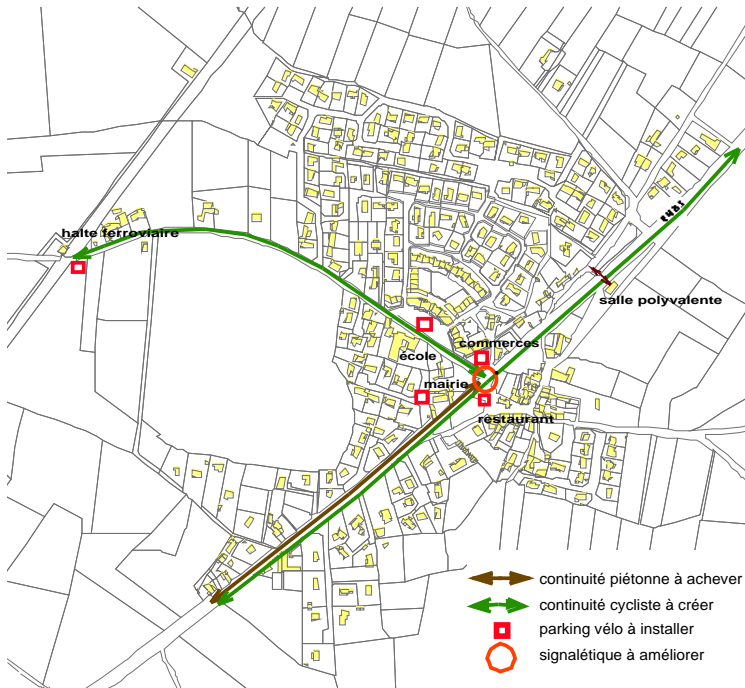 halte ferroviaire
salle polyvalente
commerces
école
mairie
restaurant
continuité piétonne à achever
continuité cycliste à créer
parking vélo à installer
signalétique à améliorer